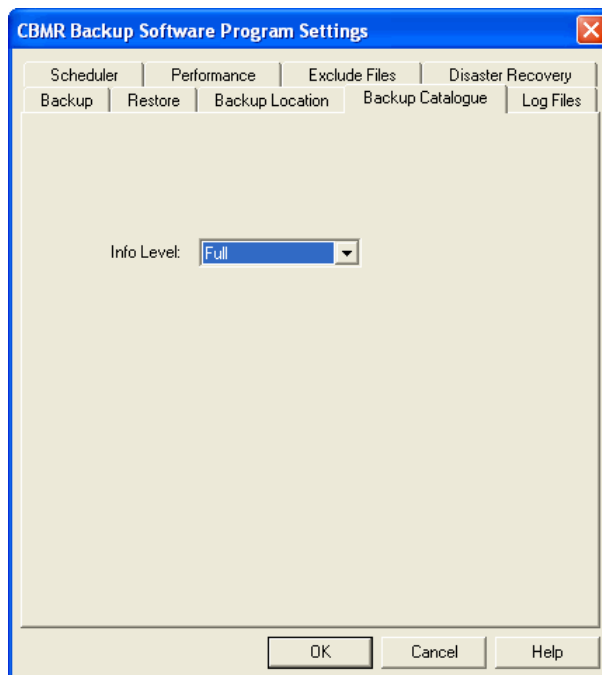 CBMR Backup Software Program Settings
Scheduler Performance Exclude Files Disaster Recovery
Backup Restore Backup Location Backup Catalogue Log Files
Info Level: Full
OK Cancel Help